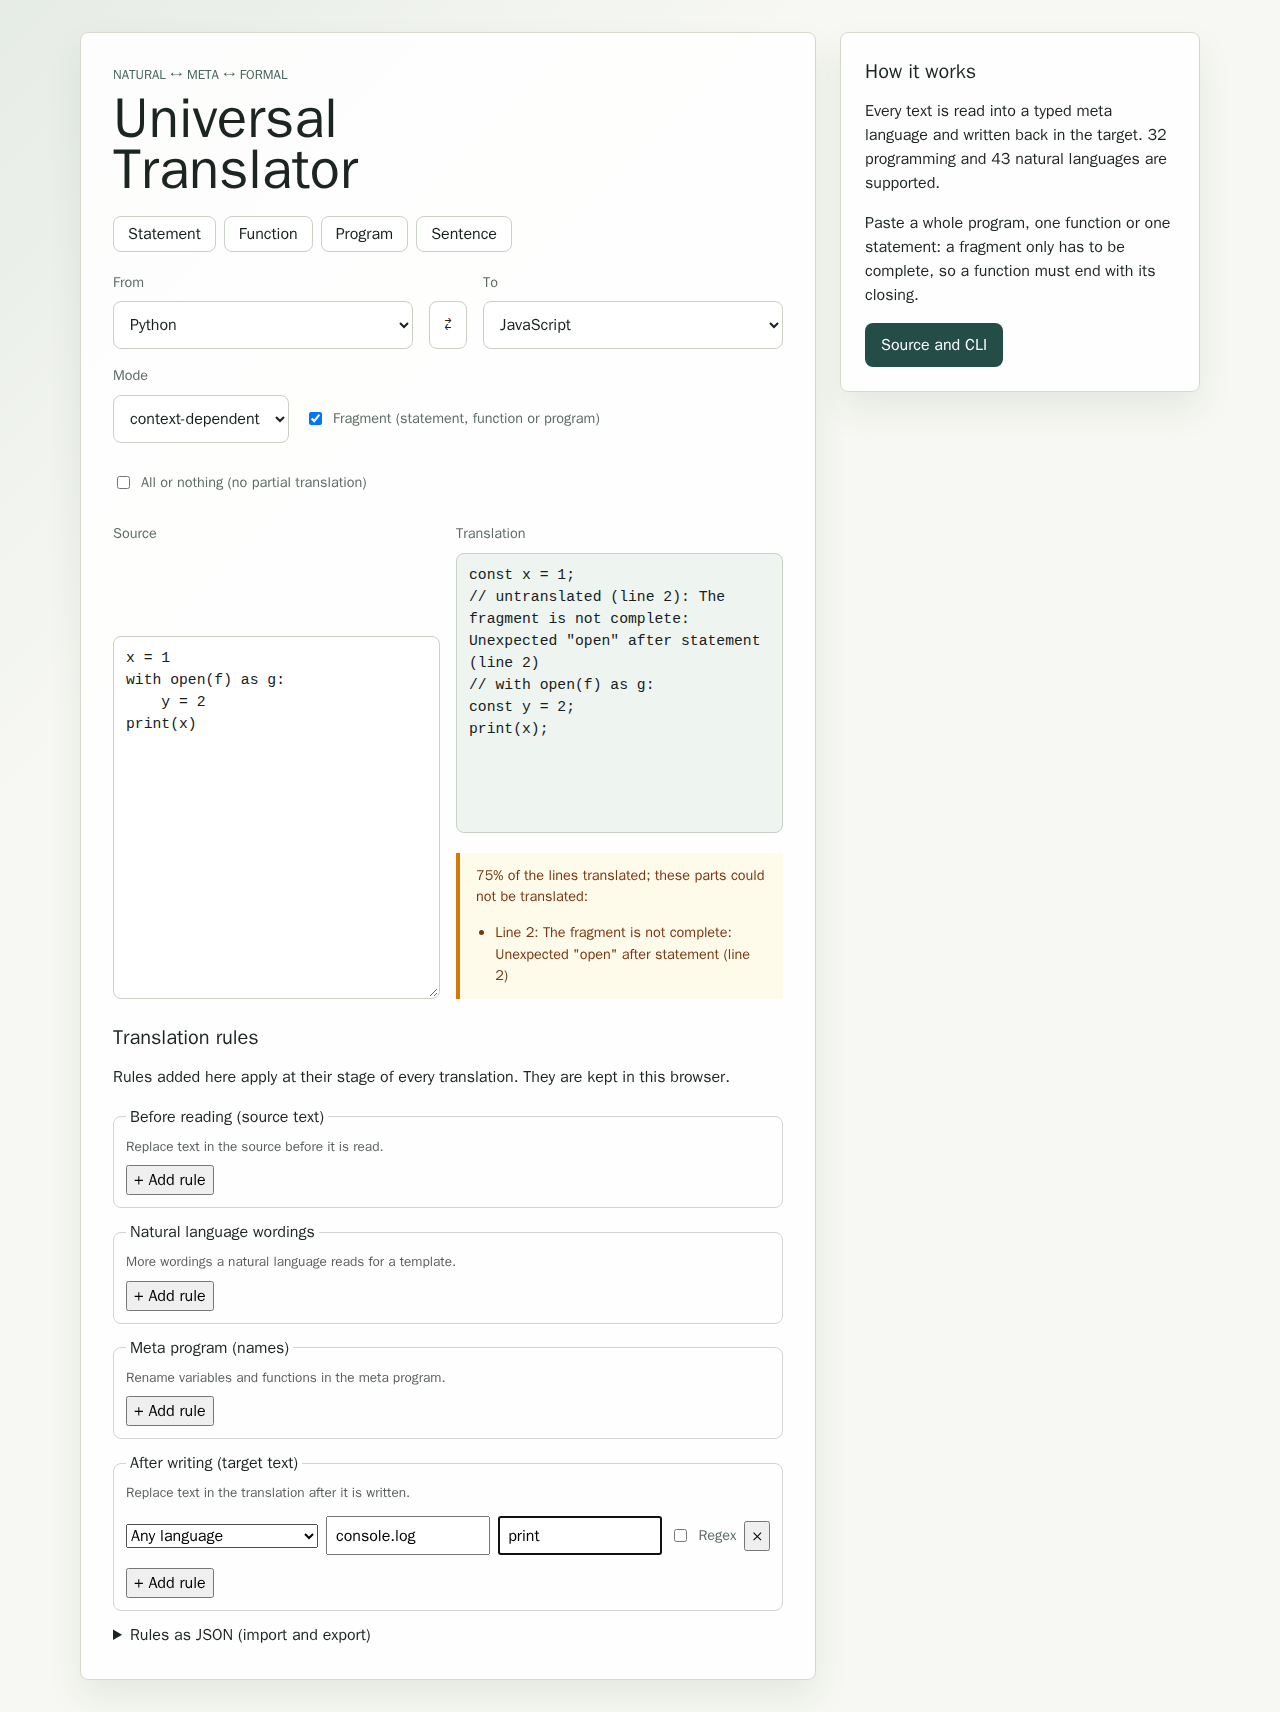 NATURAL ↔ META ↔ FORMAL
Universal
Translator
Statement
Function
Program
Sentence
From
To
Python
⇄
JavaScript
Mode
context-dependent
Fragment (statement, function or program)
All or nothing (no partial translation)
Source
x = 1
with open(f) as g:
    y = 2
print(x)
Translation
const x = 1;
// untranslated (line 2): The
fragment is not complete:
Unexpected "open" after statement
(line 2)
// with open(f) as g:
const y = 2;
print(x);
75% of the lines translated; these parts could
not be translated:
• Line 2: The fragment is not complete:
Unexpected "open" after statement (line
2)
Translation rules
Rules added here apply at their stage of every translation. They are kept in this browser.
Before reading (source text)
Replace text in the source before it is read.
+ Add rule
Natural language wordings
More wordings a natural language reads for a template.
+ Add rule
Meta program (names)
Rename variables and functions in the meta program.
+ Add rule
After writing (target text)
Replace text in the translation after it is written.
Any language
console.log
print
Regex
×
+ Add rule
▶ Rules as JSON (import and export)
How it works
Every text is read into a typed meta
language and written back in the target. 32
programming and 43 natural languages are
supported.
Paste a whole program, one function or one
statement: a fragment only has to be
complete, so a function must end with its
closing.
Source and CLI